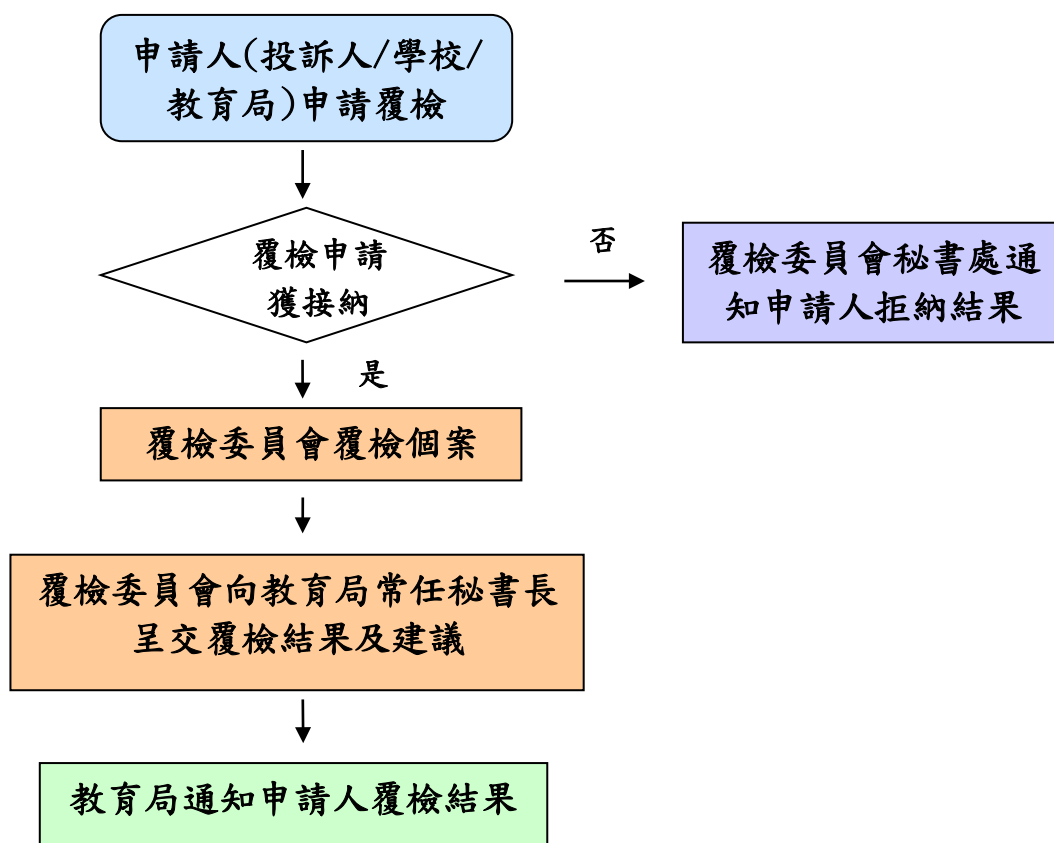 申請人(投訴人/學校/
教育局)申請覆檢
覆檢申請
獲接納
否
覆檢委員會秘書處通
知申請人拒納結果
是
覆檢委員會覆檢個案
覆檢委員會向教育局常任秘書長
呈交覆檢結果及建議
教育局通知申請人覆檢結果